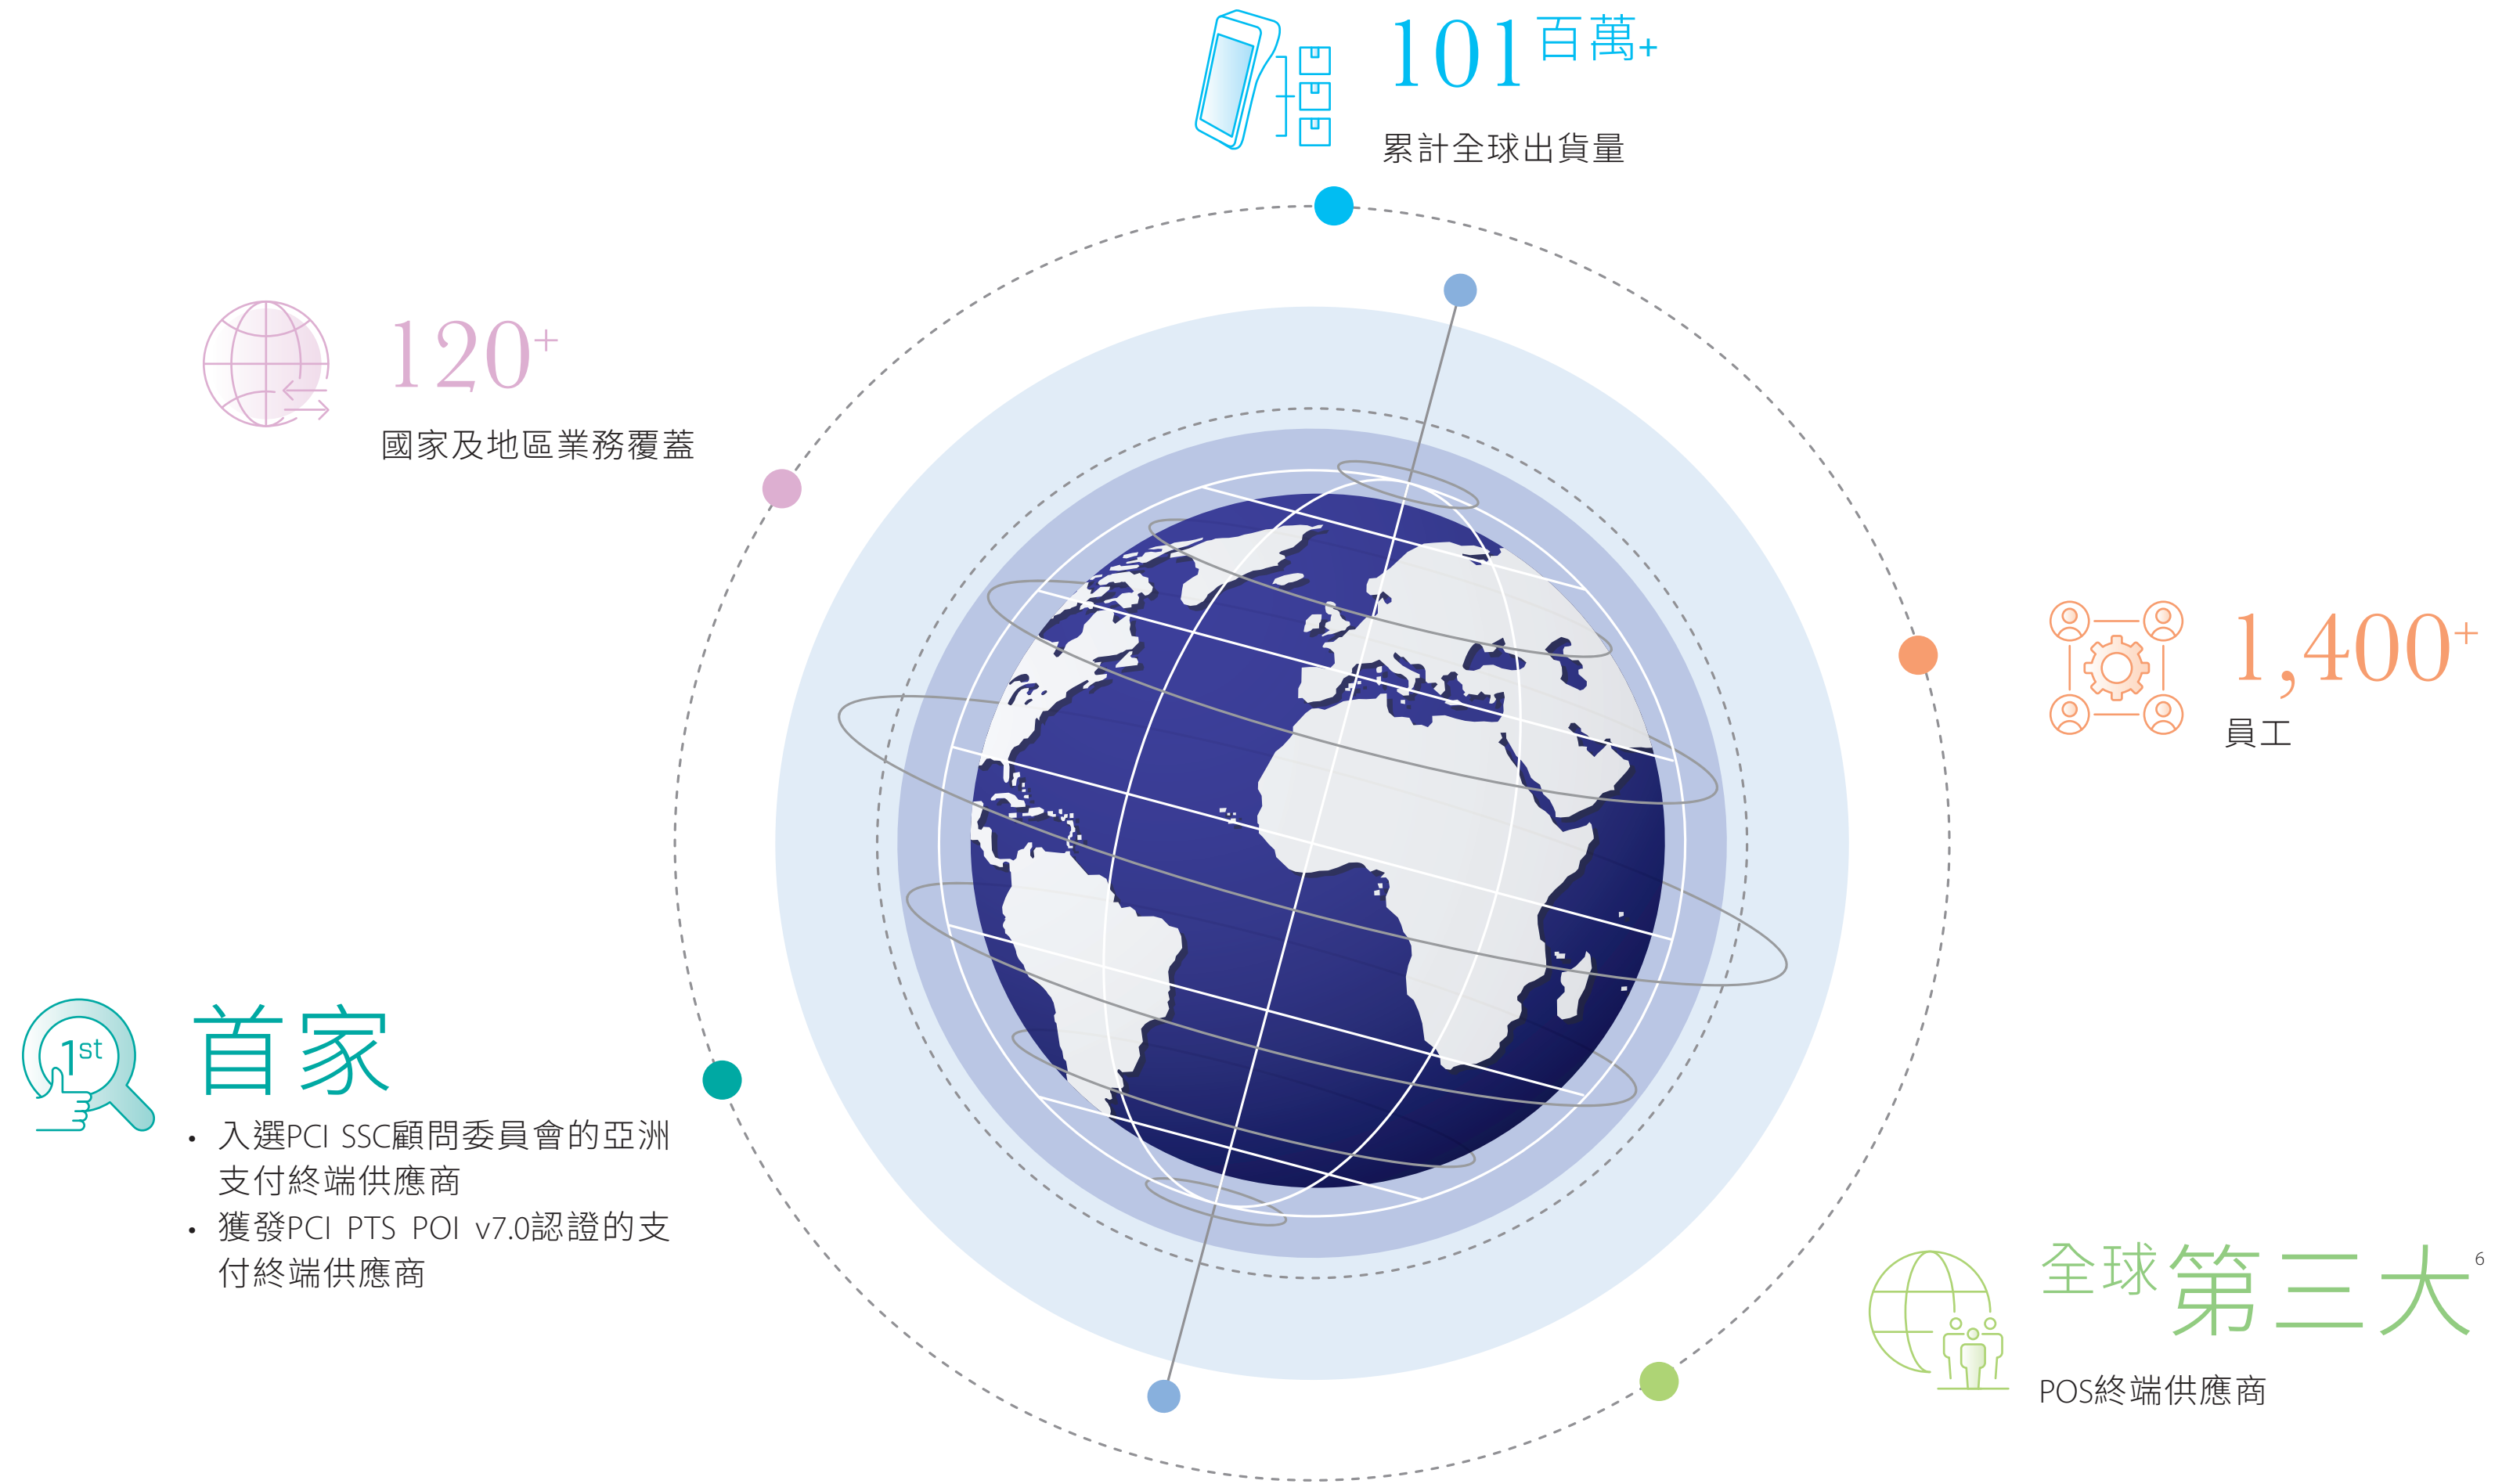 101百萬+
累計全球出貨量
120+
國家及地區業務覆蓋
1,400+
員工
1st
首家
• 入選PCI SSC顧問委員會的亞洲
支付終端供應商
• 獲發PCI PTS POI v7.0認證的支
付終端供應商
全球第三大6
POS終端供應商